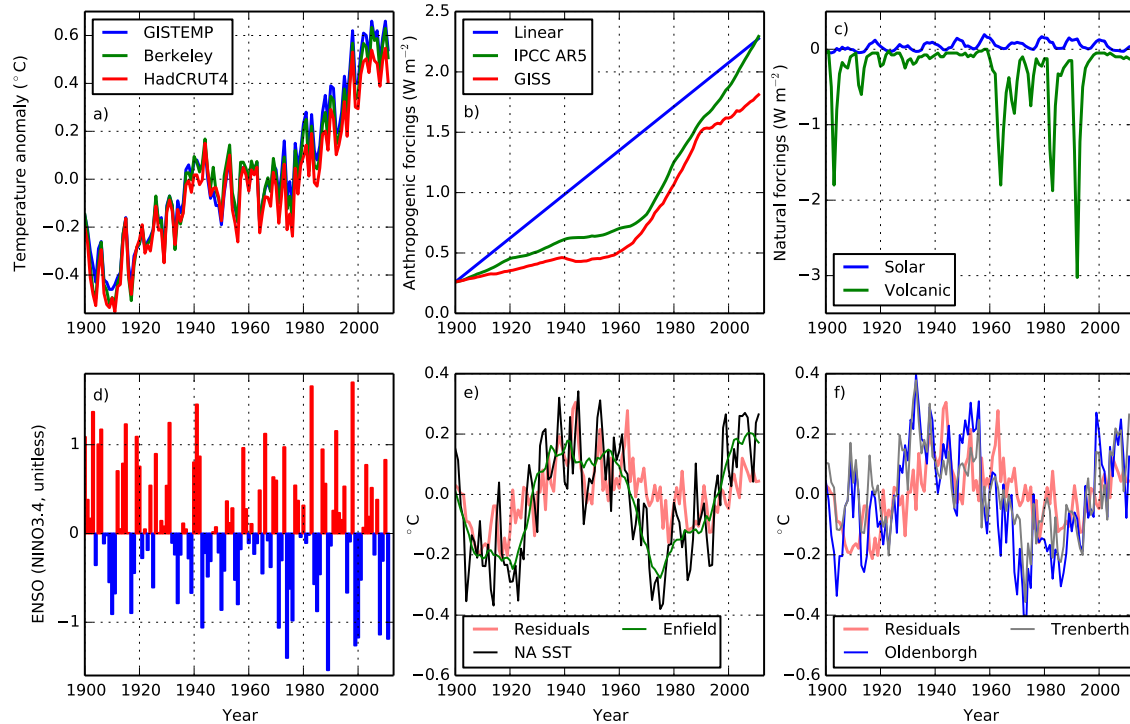 Temperature anomaly (°C)
0.6
0.4
0.2
0.0
−0.2
−0.4
GISTEMP
Berkeley
HadCRUT4
a)
1900 1920 1940 1960 1980 2000
Anthropogenic forcings (W m⁻²)
2.5
2.0
1.5
1.0
0.5
0.0
Linear
IPCC AR5
GISS
b)
1900 1920 1940 1960 1980 2000
Natural forcings (W m⁻²)
0
−1
−2
−3
c)
Solar
Volcanic
1900 1920 1940 1960 1980 2000
ENSO (NINO3.4, unitless)
1
0
−1
d)
1900 1920 1940 1960 1980 2000
Year
°C
0.4
0.2
0.0
−0.2
−0.4
−0.6
e)
Residuals
NA SST
Enfield
1900 1920 1940 1960 1980 2000
Year
°C
0.4
0.2
0.0
−0.2
−0.4
−0.6
f)
Residuals
Oldenborgh
Trenberth
1900 1920 1940 1960 1980 2000
Year